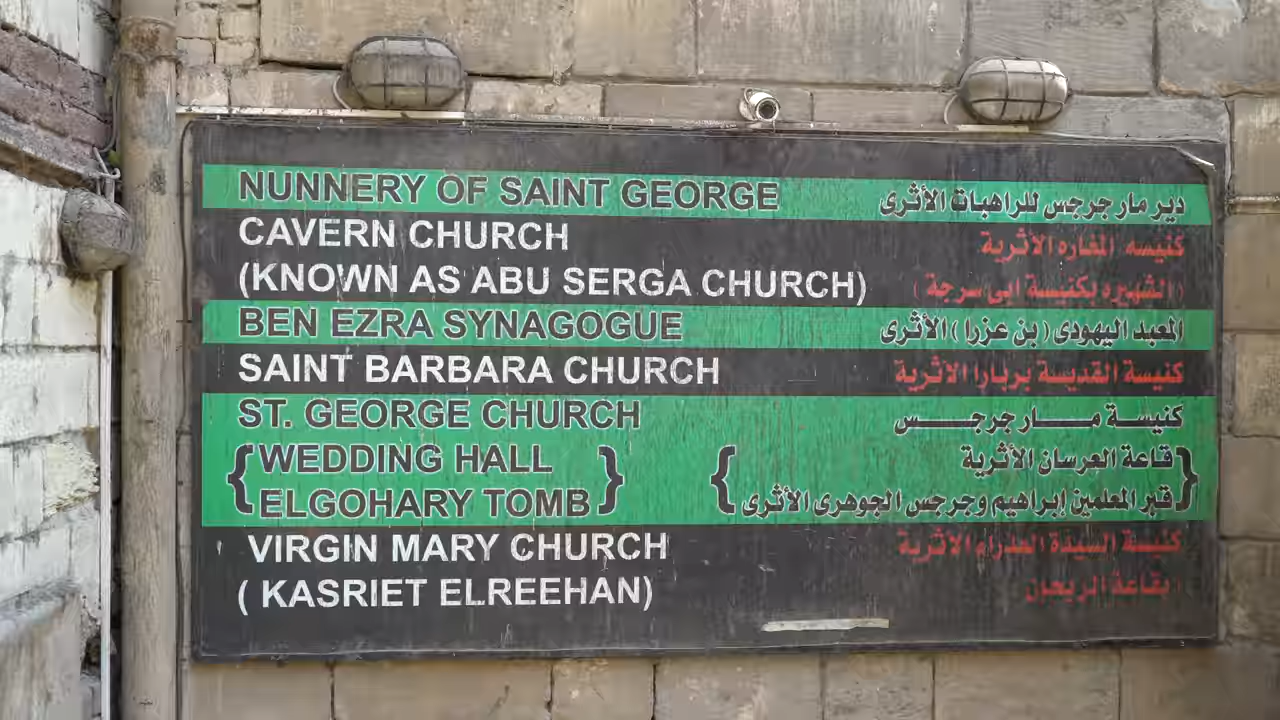 NUNNERY OF SAINT GEORGE
دير مار جرجس للراهبات الأثرى
CAVERN CHURCH
كنيسه المغاره الأثرية
(KNOWN AS ABU SERGA CHURCH)
(الشهيره بكنيسة ابى سرجة)
BEN EZRA SYNAGOGUE
المعبد اليهودى (بن عزرا) الأثرى
SAINT BARBARA CHURCH
كنيسة القديسة بربارا الأثرية
ST. GEORGE CHURCH
كنيسة مــار جرجــس
{WEDDING HALL
{قاعة العرسان الأثرية
ELGOHARY TOMB}
قبر المعلمين إبراهيم وجرجس الجوهرى الأثرى}
VIRGIN MARY CHURCH
كنيسة السيدة العذراء الأثرية
( KASRIET ELREEHAN)
بقاعة الريحان